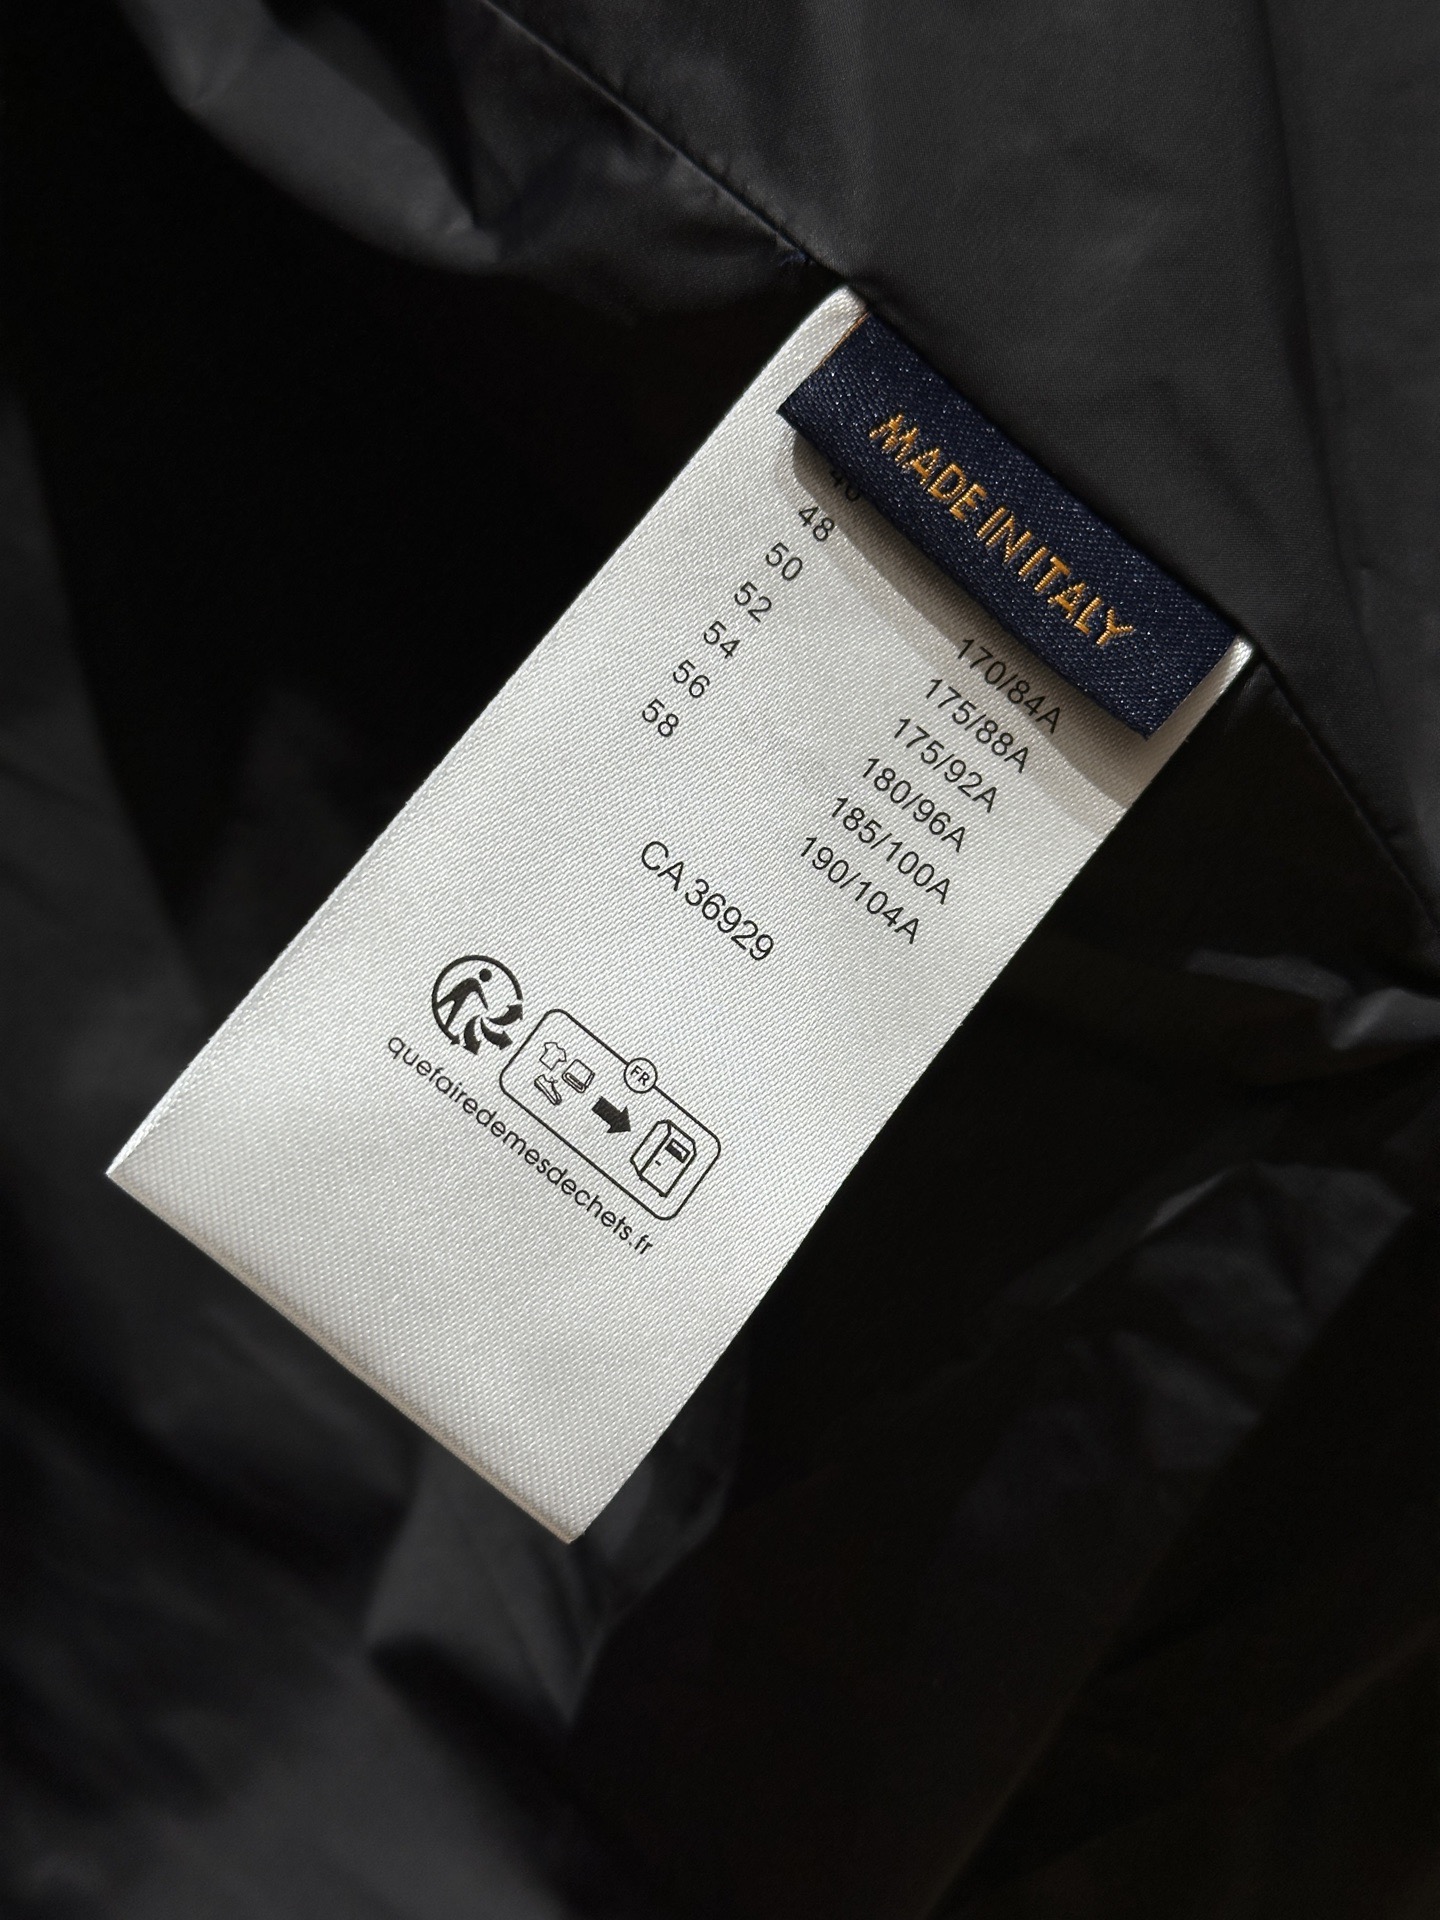 MADE IN ITALY
48 170/84A
50 175/88A
52 175/92A
54 180/96A
56 185/100A
58 190/104A
CA 36929
FR
quefairedemesdechets.fr